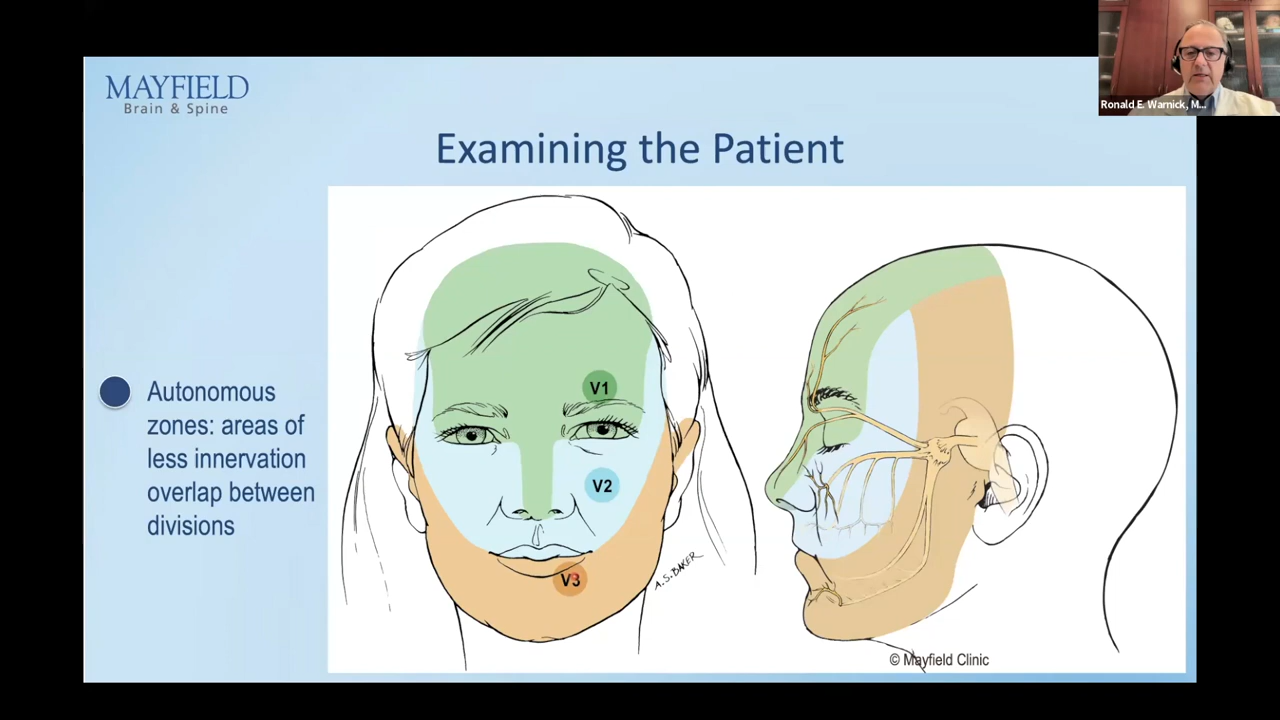 MAYFIELD
Brain & Spine
Ronald E. Warnick, M...
Examining the Patient
Autonomous
zones: areas of
less innervation
overlap between
divisions
V1
V2
V3
A.S. BAKER
© Mayfield Clinic